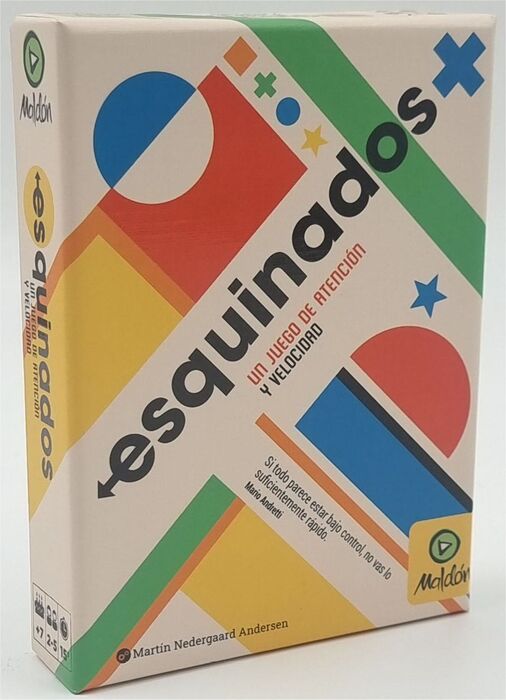 esquinados
UN JUEGO DE ATENCIÓN
Y VELOCIDAD
Si todo parece estar bajo control, no vas lo
suficientemente rápido.
Mario Andretti
Maldón
Martin Nedergaard Andersen
Maldón
esquinados
UN JUEGO DE ATENCIÓN
Y VELOCIDAD
+7 2-5 15'